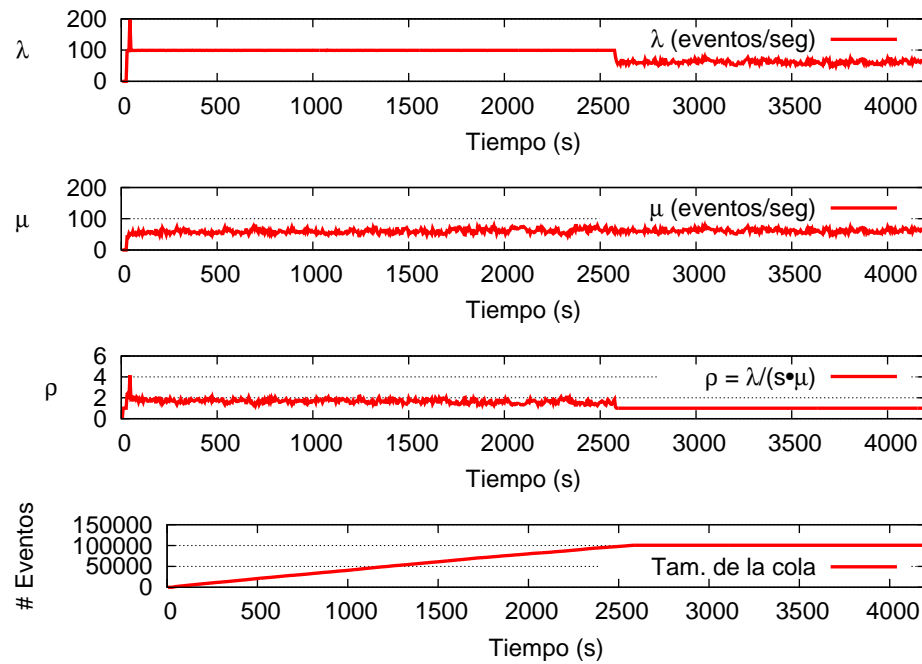 200
λ
100
λ (eventos/seg)
0
0 500 1000 1500 2000 2500 3000 3500 4000
Tiempo (s)
200
μ
100
μ (eventos/seg)
0
0 500 1000 1500 2000 2500 3000 3500 4000
Tiempo (s)
6
ρ
4
ρ = λ/(s•μ)
2
0
0 500 1000 1500 2000 2500 3000 3500 4000
Tiempo (s)
# Eventos
150000
100000
50000
Tam. de la cola
0
0 500 1000 1500 2000 2500 3000 3500 4000
Tiempo (s)